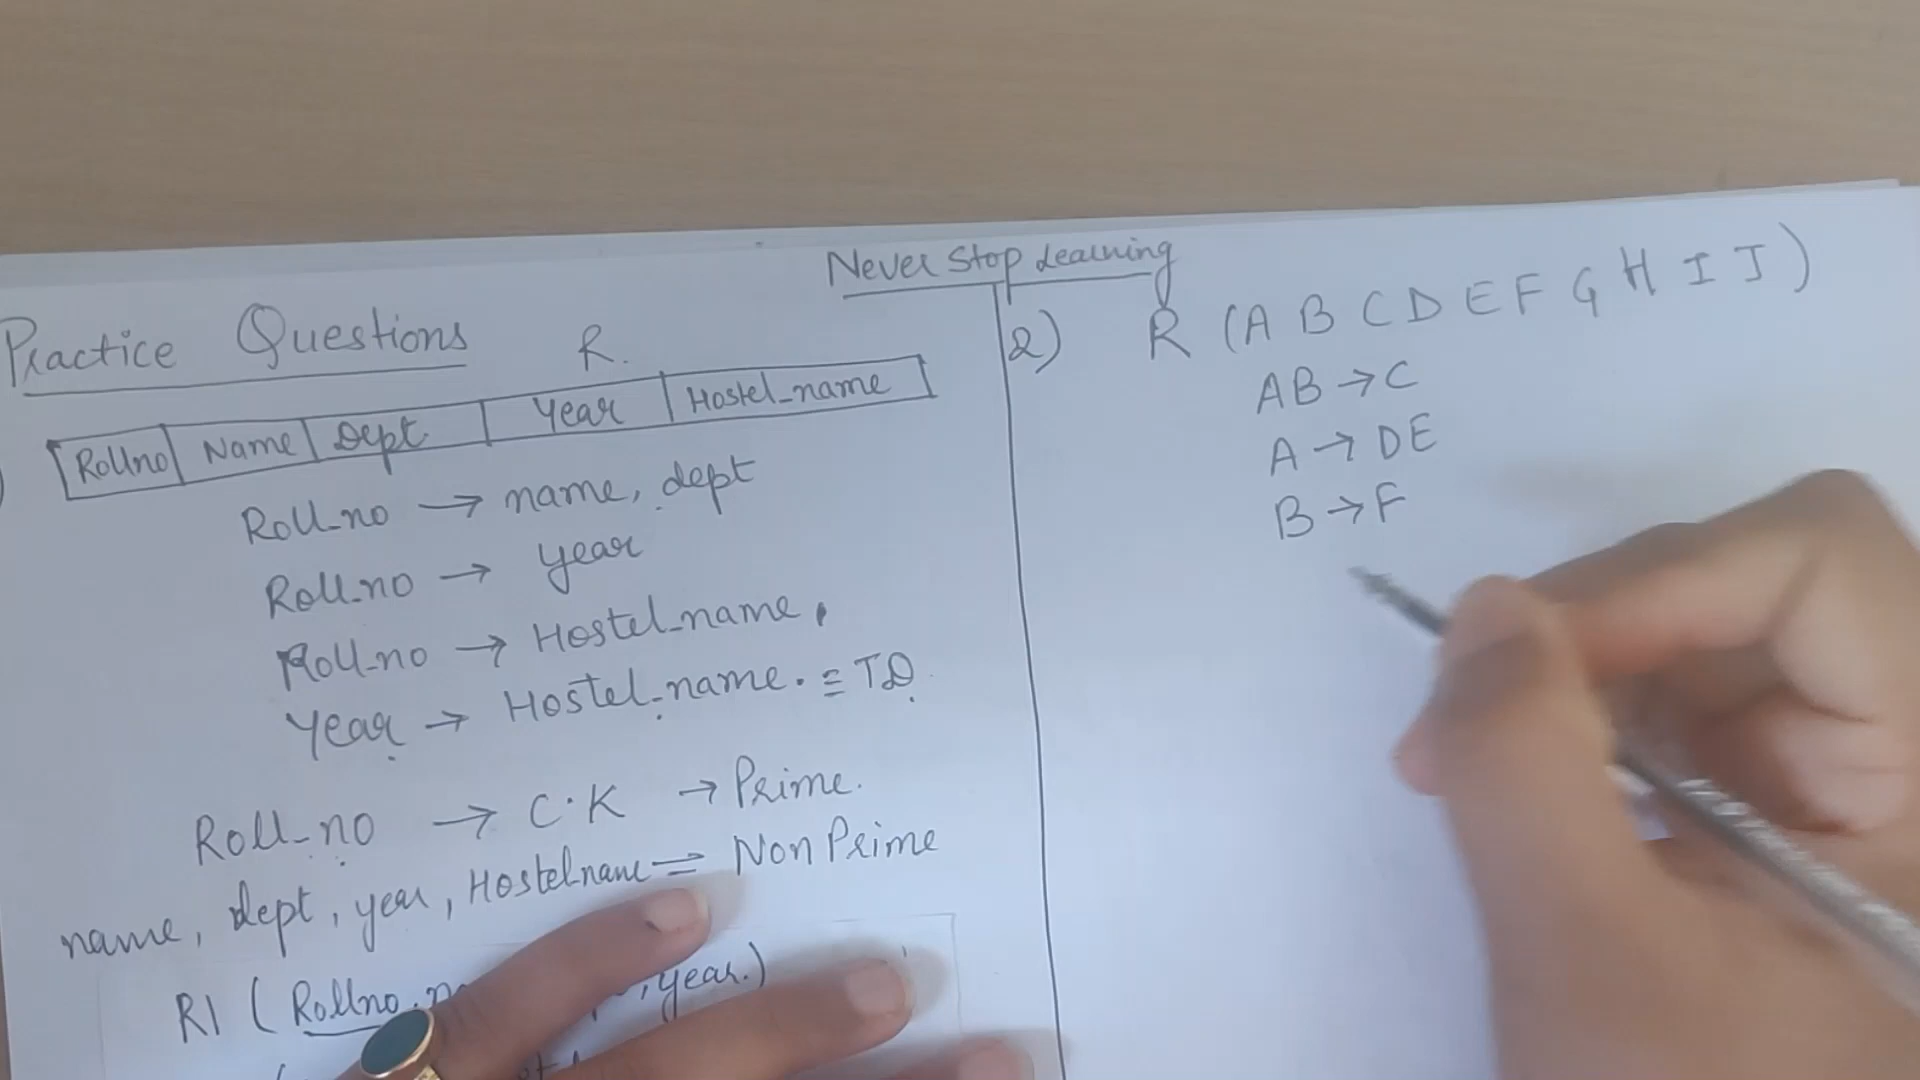 Never Stop Learning
Practice Questions R.
Rollno Name Dept. Year Hostel_name
Roll_no → name, dept
Roll_no → year
Roll_no → Hostel_name,
Year → Hostel_name. = TD.
Roll_no → C.K → Prime.
name, dept, year, Hostelname = Non Prime
R1 ( Rollno, , year.)
2) R (A B C D E F G H I J)
AB → C
A → DE
B → F